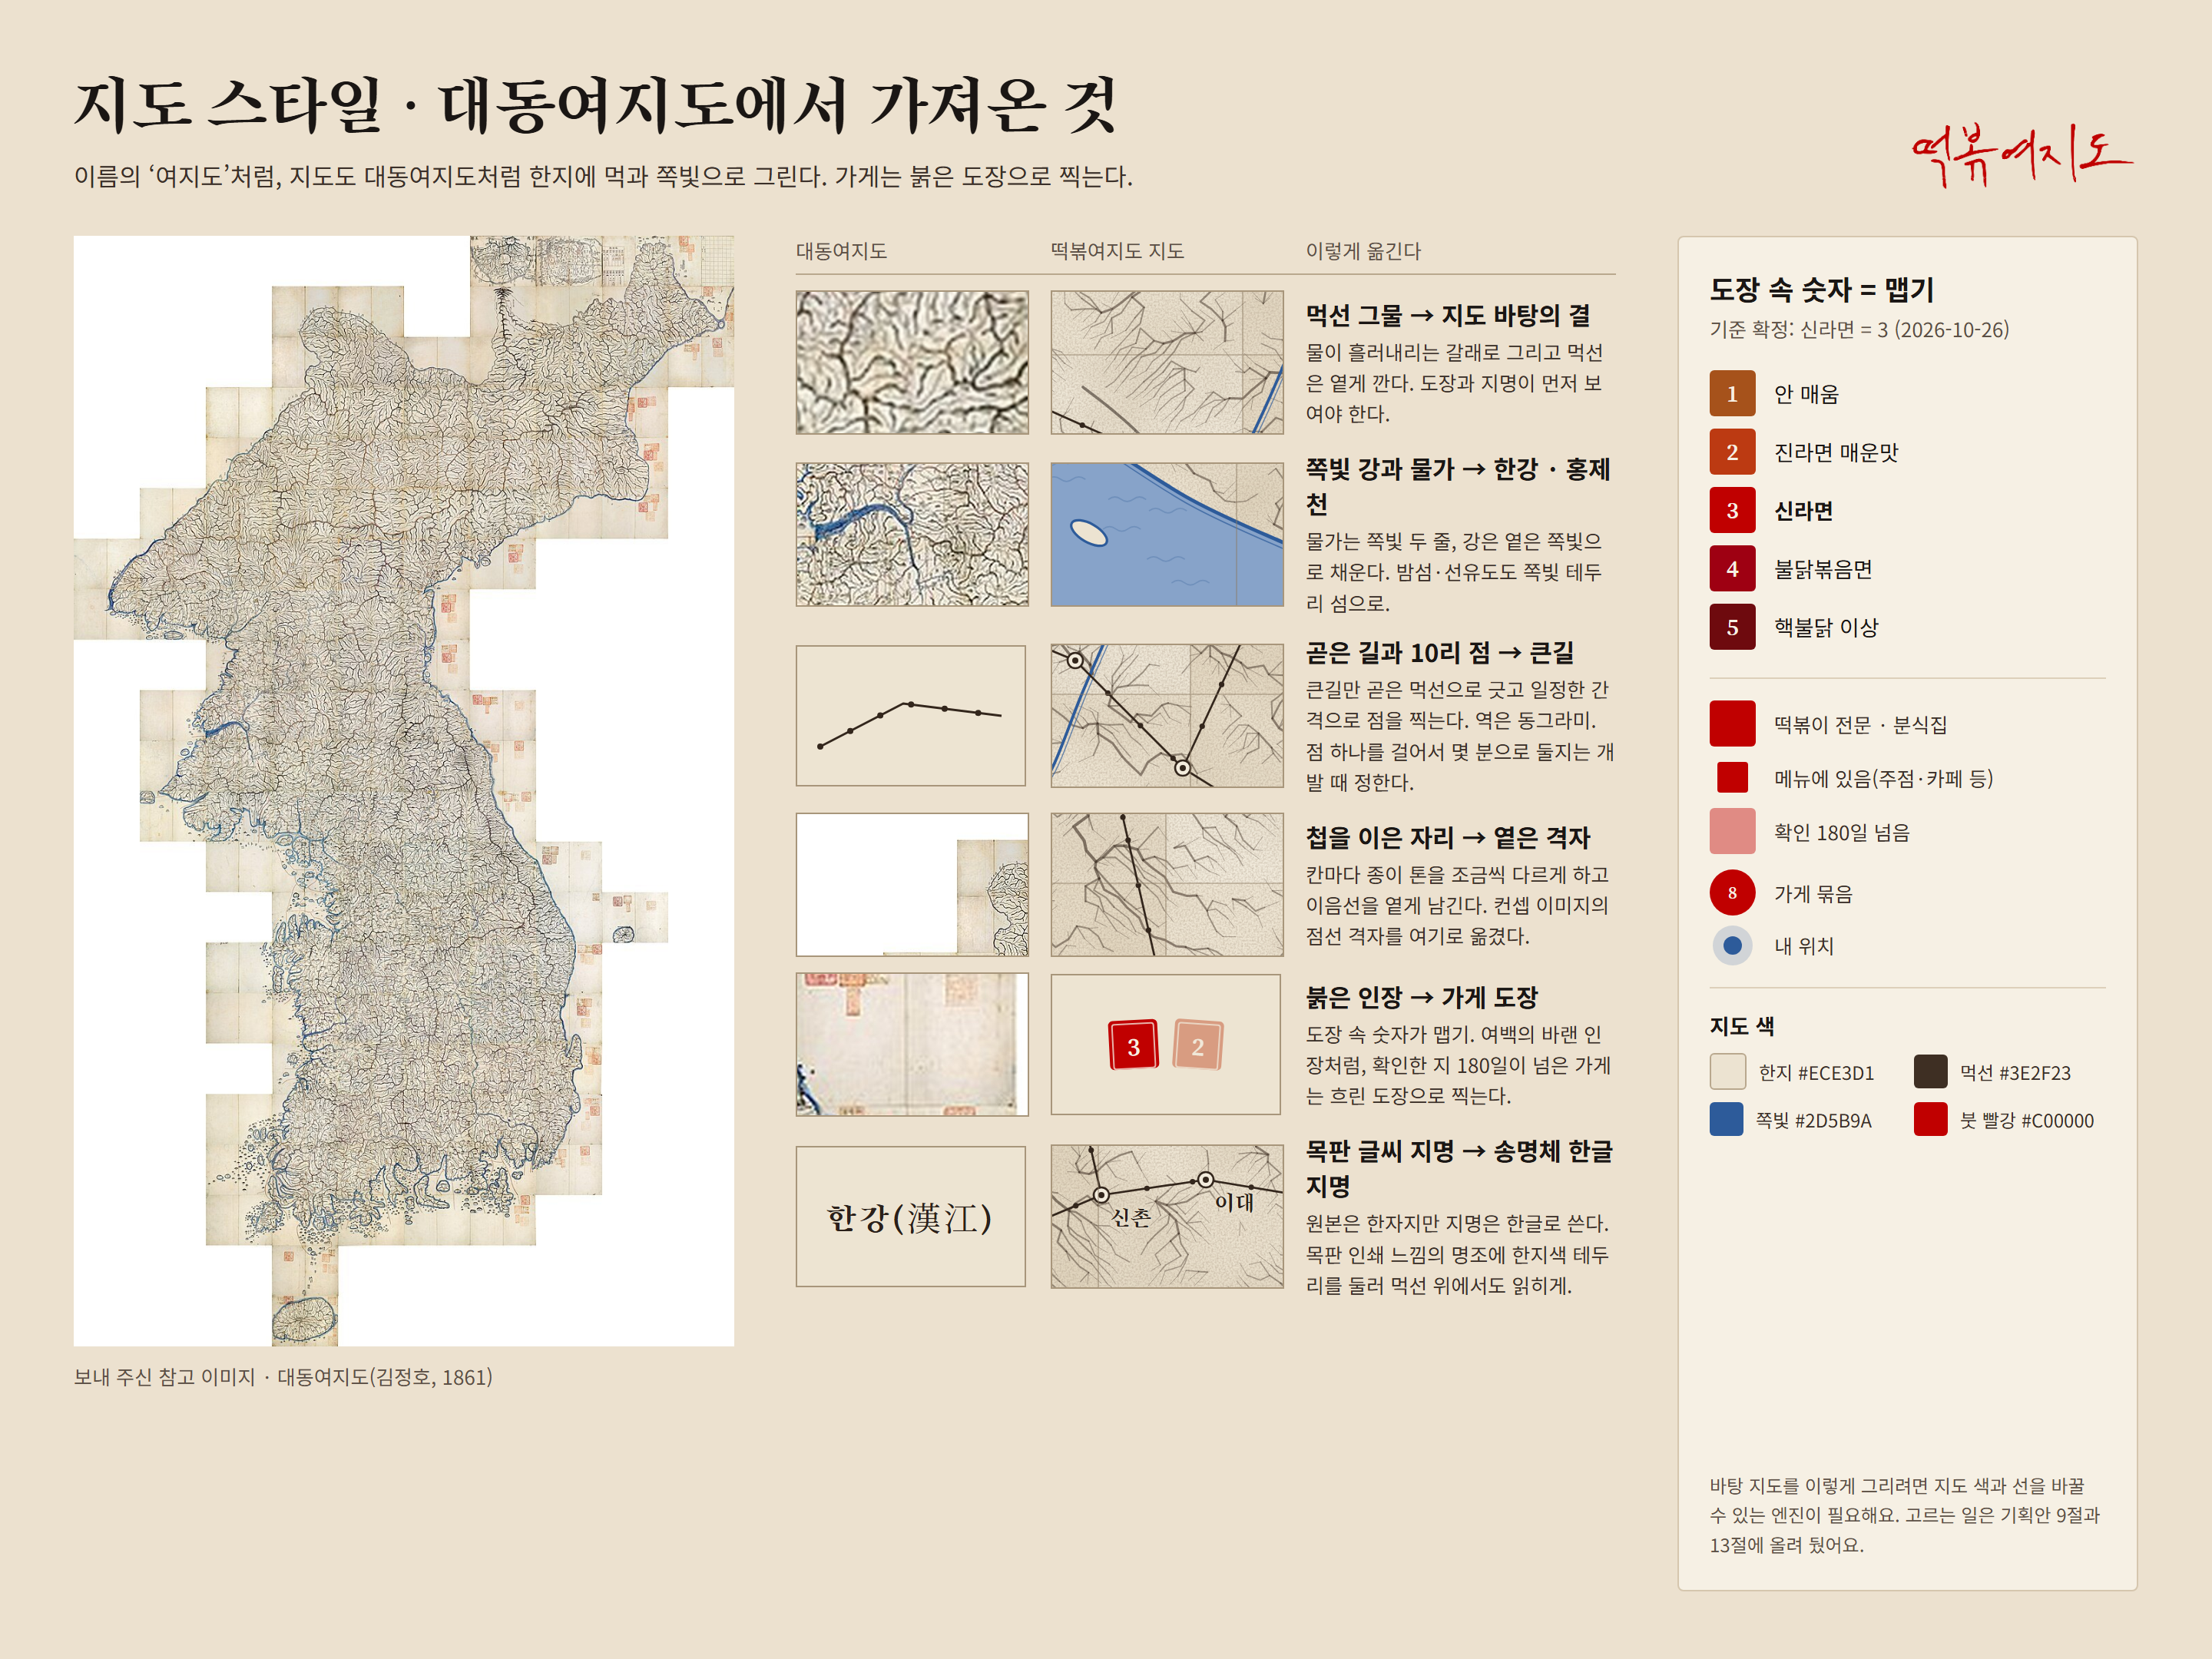 지도 스타일 · 대동여지도에서 가져온 것
이름의 ‘여지도’처럼, 지도도 대동여지도처럼 한지에 먹과 쪽빛으로 그린다. 가게는 붉은 도장으로 찍는다.
떡볶여지도
보내 주신 참고 이미지 · 대동여지도(김정호, 1861)
대동여지도
떡볶여지도 지도
이렇게 옮긴다
먹선 그물 → 지도 바탕의 결
물이 흘러내리는 갈래로 그리고 먹선
은 옅게 깐다. 도장과 지명이 먼저 보
여야 한다.
쪽빛 강과 물가 → 한강 · 홍제
천
물가는 쪽빛 두 줄, 강은 옅은 쪽빛으
로 채운다. 밤섬·선유도도 쪽빛 테두
리 섬으로.
곧은 길과 10리 점 → 큰길
큰길만 곧은 먹선으로 긋고 일정한 간
격으로 점을 찍는다. 역은 동그라미.
점 하나를 걸어서 몇 분으로 둘지는 개
발 때 정한다.
첩을 이은 자리 → 옅은 격자
칸마다 종이 톤을 조금씩 다르게 하고
이음선을 옅게 남긴다. 컨셉 이미지의
점선 격자를 여기로 옮겼다.
3
2
붉은 인장 → 가게 도장
도장 속 숫자가 맵기. 여백의 바랜 인
장처럼, 확인한 지 180일이 넘은 가게
는 흐린 도장으로 찍는다.
한강(漢江)
신촌
이대
목판 글씨 지명 → 송명체 한글
지명
원본은 한자지만 지명은 한글로 쓴다.
목판 인쇄 느낌의 명조에 한지색 테두
리를 둘러 먹선 위에서도 읽히게.
도장 속 숫자 = 맵기
기준 확정: 신라면 = 3 (2026-10-26)
1 안 매움
2 진라면 매운맛
3 신라면
4 불닭볶음면
5 핵불닭 이상
떡볶이 전문 · 분식집
메뉴에 있음(주점·카페 등)
확인 180일 넘음
8 가게 묶음
내 위치
지도 색
한지 #ECE3D1
먹선 #3E2F23
쪽빛 #2D5B9A
붓 빨강 #C00000
바탕 지도를 이렇게 그리려면 지도 색과 선을 바꿀
수 있는 엔진이 필요해요. 고르는 일은 기획안 9절과
13절에 올려 뒀어요.